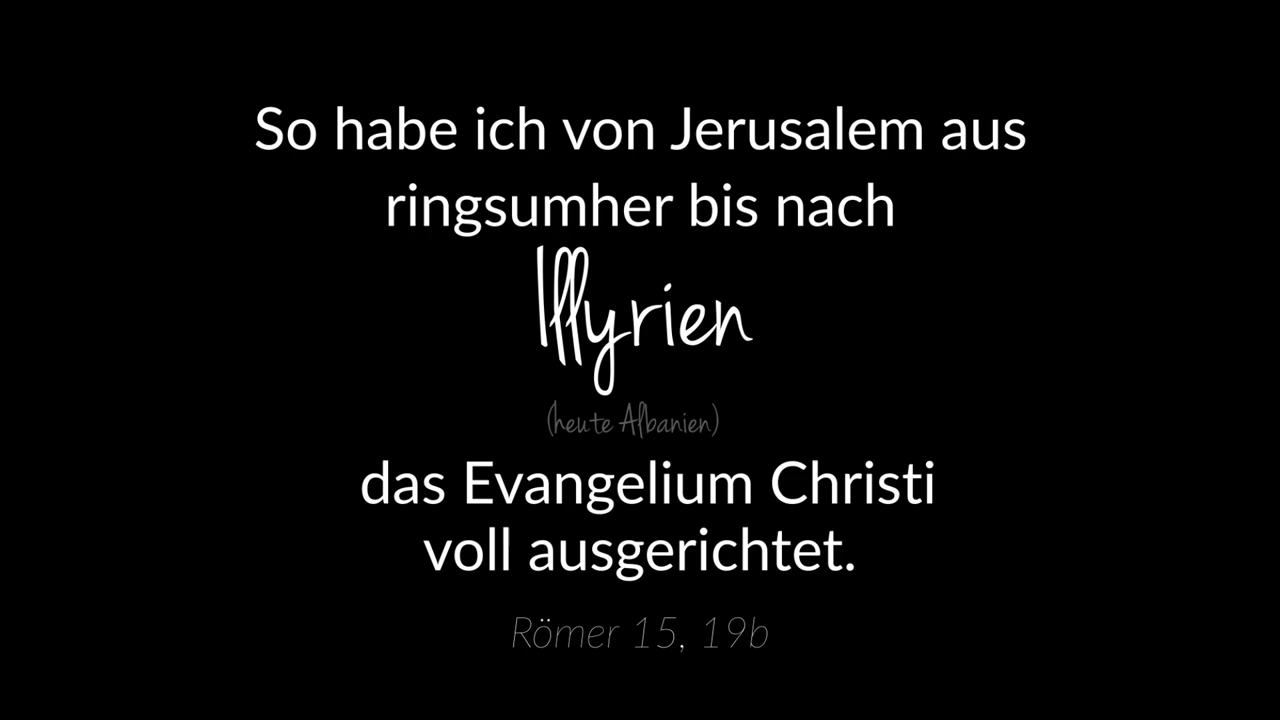 So habe ich von Jerusalem aus
ringsumher bis nach
Illyrien
(heute Albanien)
das Evangelium Christi
voll ausgerichtet.
Römer 15, 19b